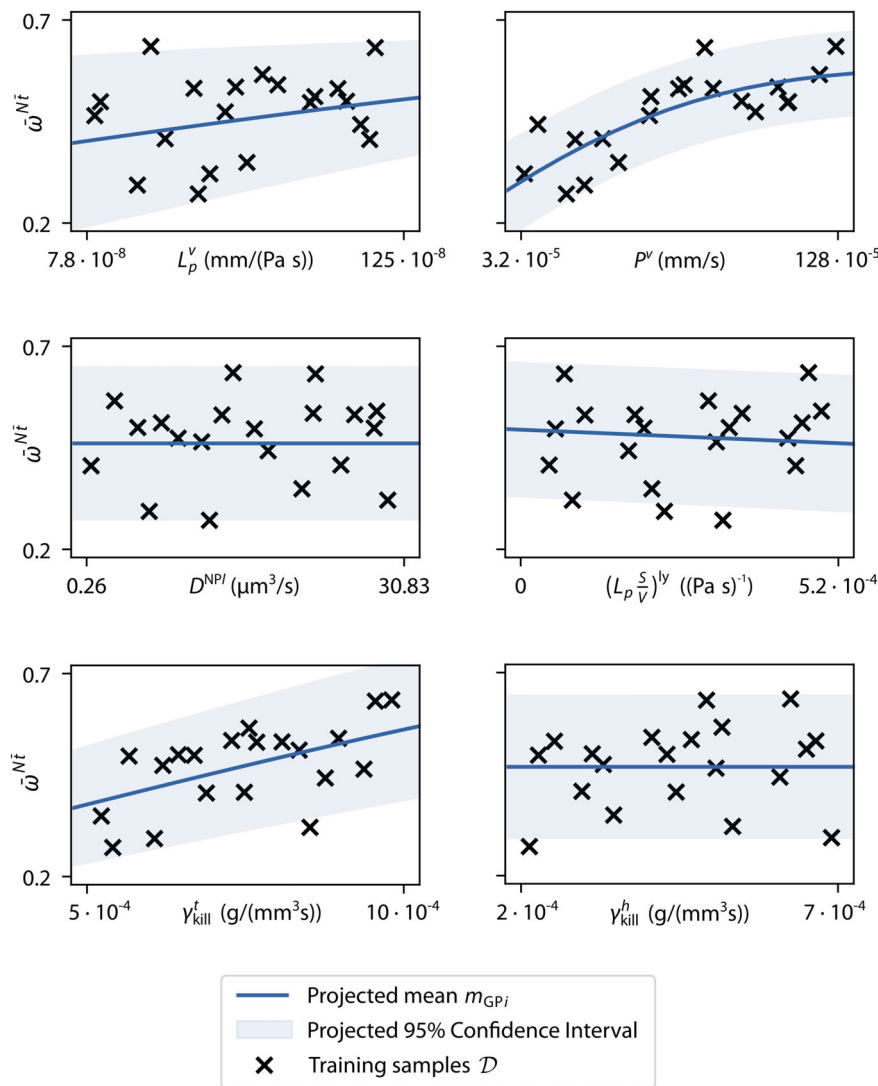 0.7
ω̄^Nt̄
0.2
7.8 · 10⁻⁸ L_p^v (mm/(Pa s)) 125 · 10⁻⁸
3.2 · 10⁻⁵ P^v (mm/s) 128 · 10⁻⁵
0.7
ω̄^Nt̄
0.2
0.26 D^NPl (μm³/s) 30.83
0 (L_p S/V)^ly ((Pa s)⁻¹) 5.2 · 10⁻⁴
0.7
ω̄^Nt̄
0.2
5 · 10⁻⁴ γ_kill^t (g/(mm³s)) 10 · 10⁻⁴
2 · 10⁻⁴ γ_kill^h (g/(mm³s)) 7 · 10⁻⁴
Projected mean m_GPi
Projected 95% Confidence Interval
Training samples 𝒟